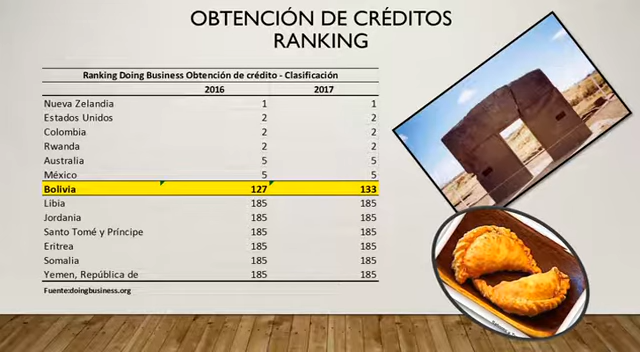 OBTENCIÓN DE CRÉDITOS
RANKING
Ranking Doing Business Obtención de crédito - Clasificación
2016 2017
Nueva Zelandia 1 1
Estados Unidos 2 2
Colombia 2 2
Rwanda 2 2
Australia 5 5
México 5 5
Bolivia 127 133
Libia 185 185
Jordania 185 185
Santo Tomé y Príncipe 185 185
Eritrea 185 185
Somalia 185 185
Yemen, República de 185 185
Fuente:doingbusiness.org